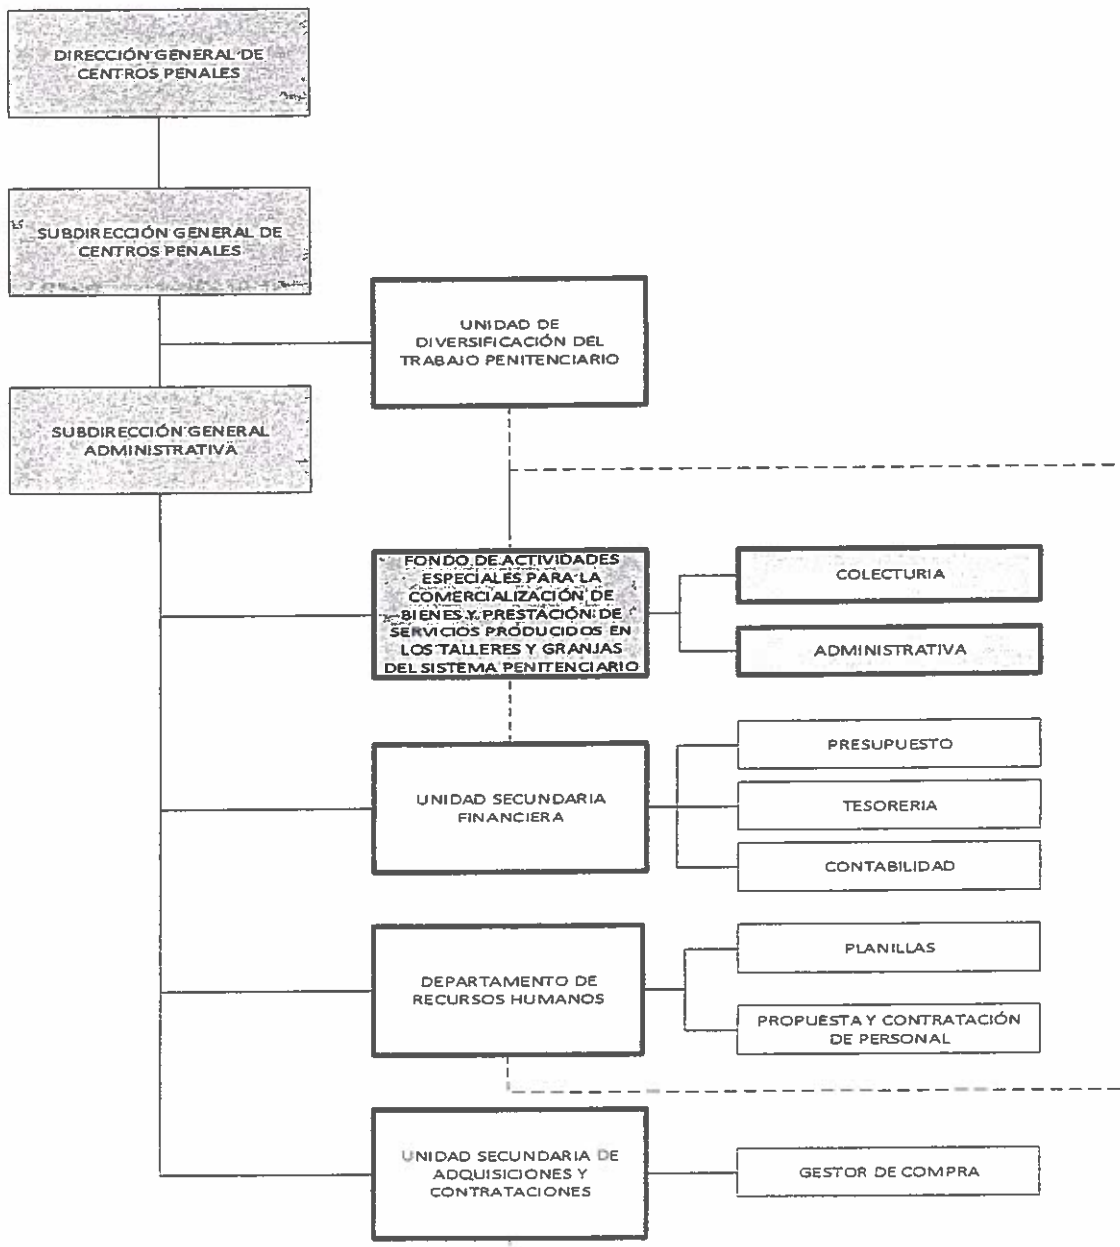 DIRECCIÓN GENERAL DE
CENTROS PENALES
SUBDIRECCIÓN GENERAL DE
CENTROS PENALES
UNIDAD DE
DIVERSIFICACIÓN DEL
TRABAJO PENITENCIARIO
SUBDIRECCIÓN GENERAL
ADMINISTRATIVA
FONDO DE ACTIVIDADES
ESPECIALES PARA LA
COMERCIALIZACIÓN DE
BIENES Y PRESTACIÓN DE
SERVICIOS PRODUCIDOS EN
LOS TALLERES Y GRANJAS
DEL SISTEMA PENITENCIARIO
COLECTURIA
ADMINISTRATIVA
UNIDAD SECUNDARIA
FINANCIERA
PRESUPUESTO
TESORERIA
CONTABILIDAD
DEPARTAMENTO DE
RECURSOS HUMANOS
PLANILLAS
PROPUESTA Y CONTRATACIÓN
DE PERSONAL
UNIDAD SECUNDARIA DE
ADQUISICIONES Y
CONTRATACIONES
GESTOR DE COMPRA